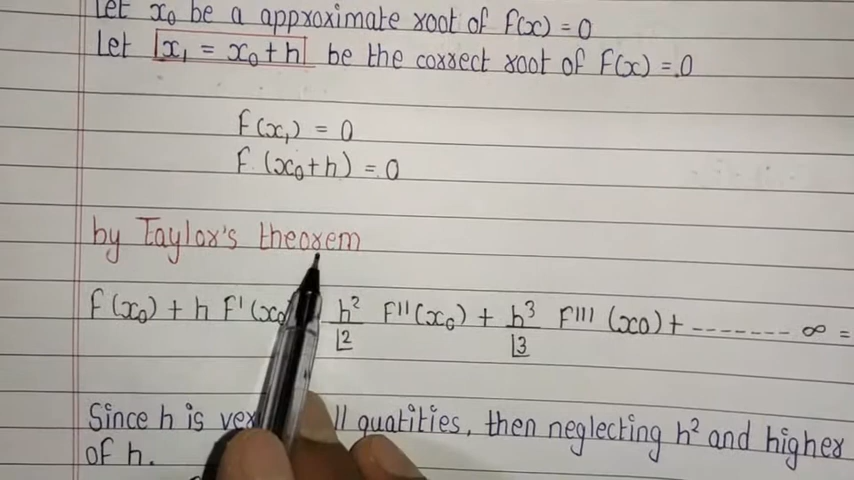 Let x₀ be a approximate root of f(x) = 0
Let x₁ = x₀ + h be the correct root of f(x) = 0
f(x₁) = 0
f (x₀+h) = 0
by Taylor's theorem
f(x₀) + h f'(x₀) h²/⌊2 f''(x₀) + h³/⌊3 f'''(x0) + ------- ∞ =
Since h is quatities, then neglecting h² and higher
of h.